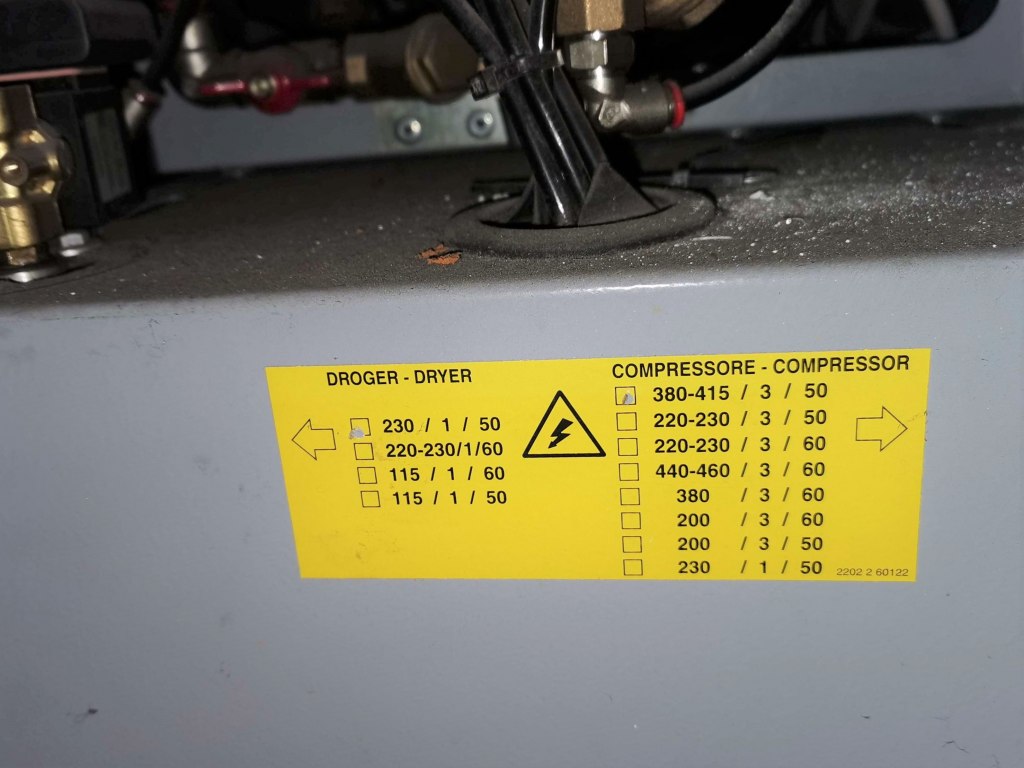 DROGER - DRYER
230 / 1 / 50
220-230/1/60
115 / 1 / 60
115 / 1 / 50
COMPRESSORE - COMPRESSOR
380-415 / 3 / 50
220-230 / 3 / 50
220-230 / 3 / 60
440-460 / 3 / 60
380 / 3 / 60
200 / 3 / 60
200 / 3 / 50
230 / 1 / 50
2202 2 60122